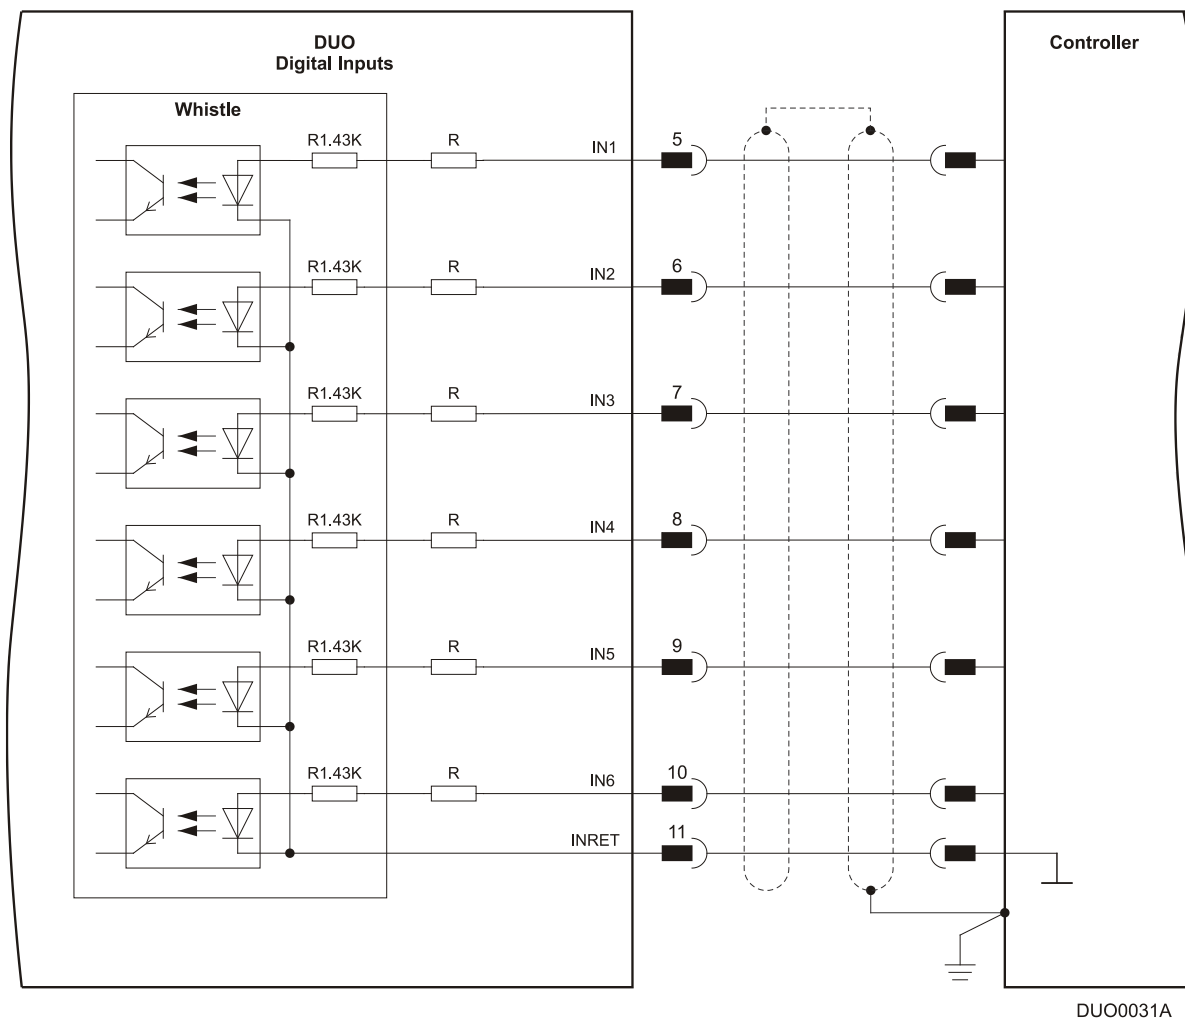 DUO
Digital Inputs
Controller
Whistle
R1.43K R IN1 5
R1.43K R IN2 6
R1.43K R IN3 7
R1.43K R IN4 8
R1.43K R IN5 9
R1.43K R IN6 10
INRET 11
DUO0031A